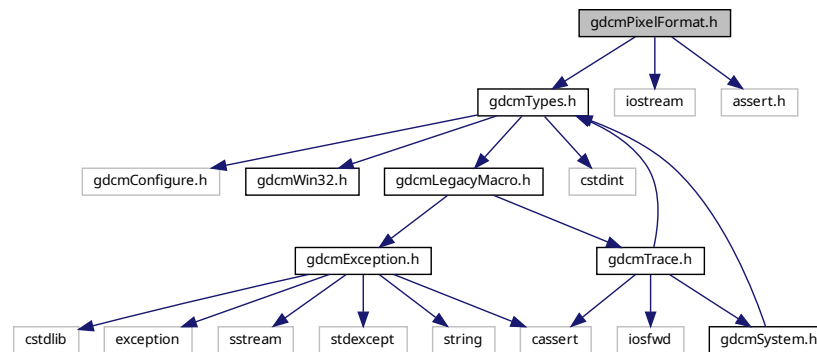 gdcmPixelFormat.h
gdcmTypes.h
iostream
assert.h
gdcmConfigure.h
gdcmWin32.h
gdcmLegacyMacro.h
cstdint
gdcmException.h
gdcmTrace.h
cstdlib
exception
sstream
stdexcept
string
cassert
iosfwd
gdcmSystem.h